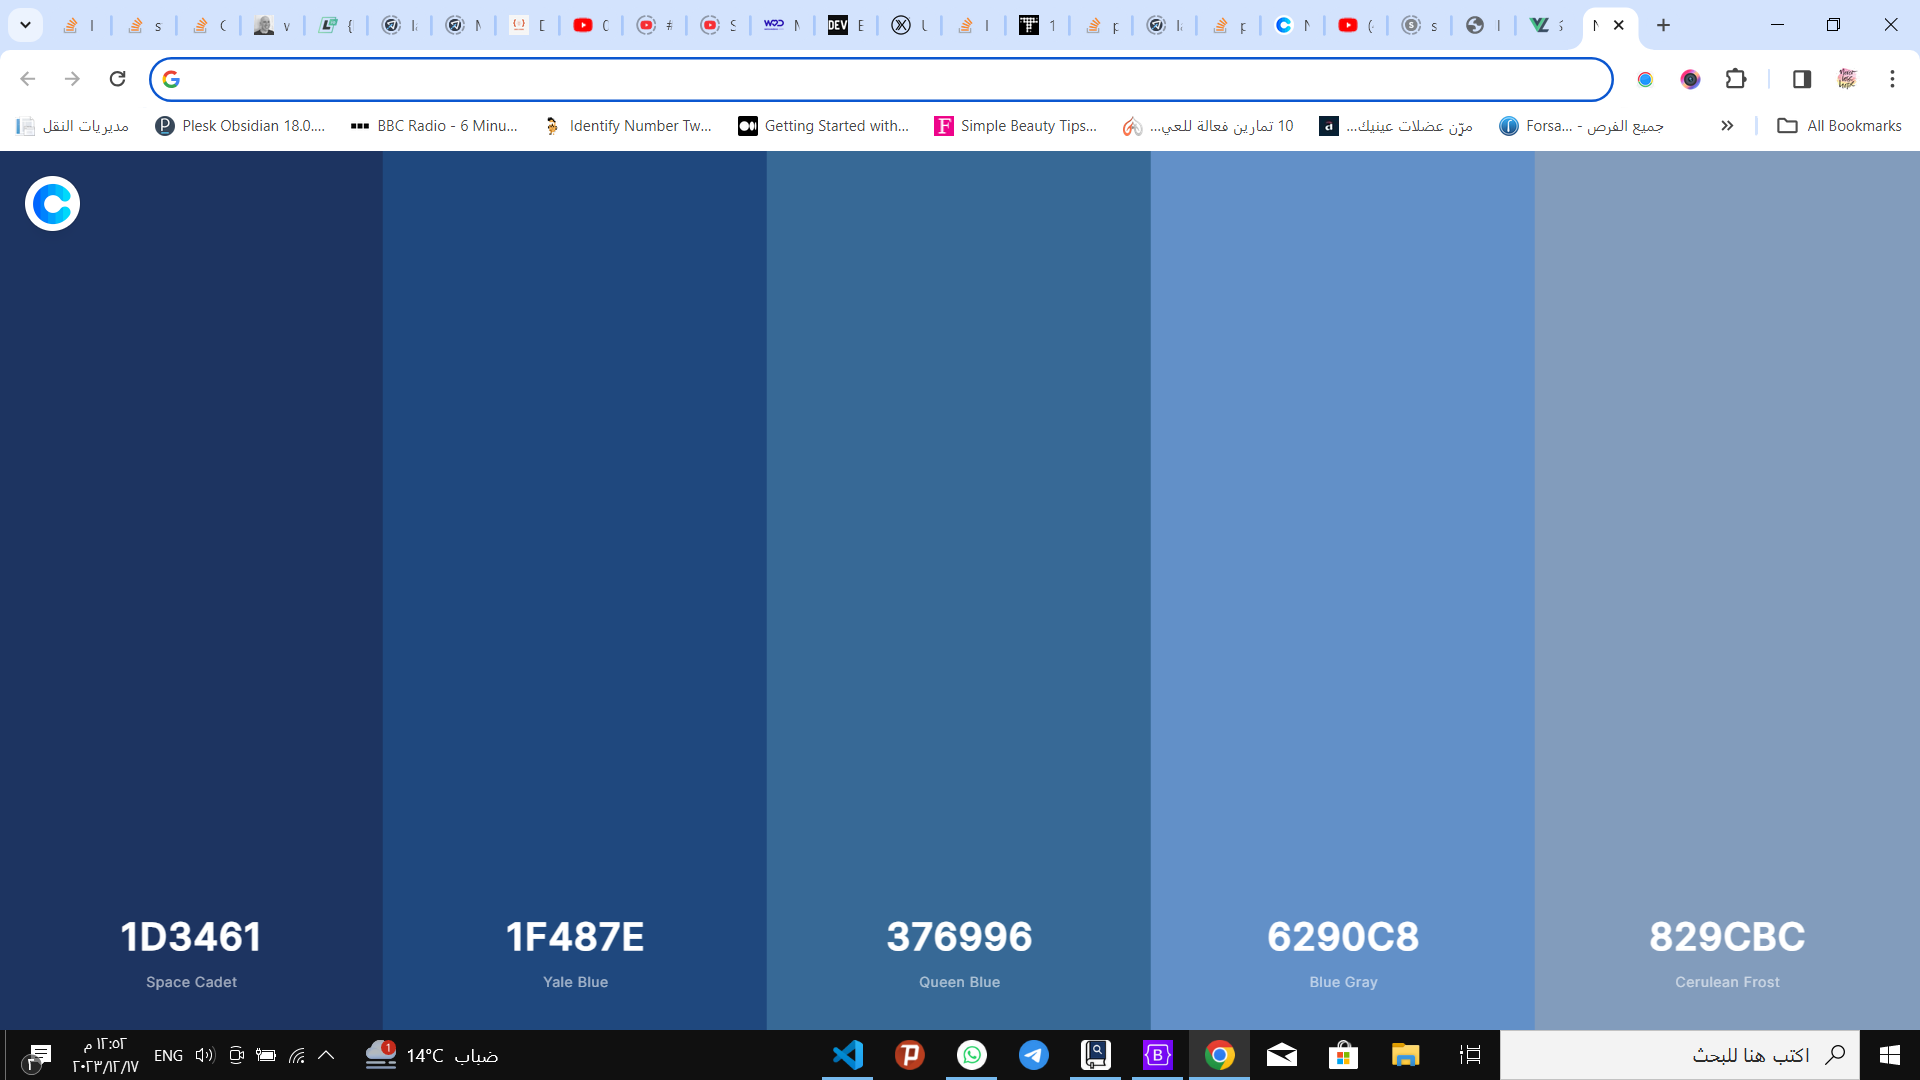 DEV
مديريات النقل
Plesk Obsidian 18.0....
BBC Radio - 6 Minu...
Identify Number Tw...
Getting Started with...
Simple Beauty Tips...
10 تمارين فعالة للعي...
مرّن عضلات عينيك...
جميع الفرص - Forsa...
All Bookmarks
1D3461
Space Cadet
1F487E
Yale Blue
376996
Queen Blue
6290C8
Blue Gray
829CBC
Cerulean Frost
١٢:٥٢ م
٢٠٢٣/١٢/١٧
ENG
1
14°C ضباب
اكتب هنا للبحث